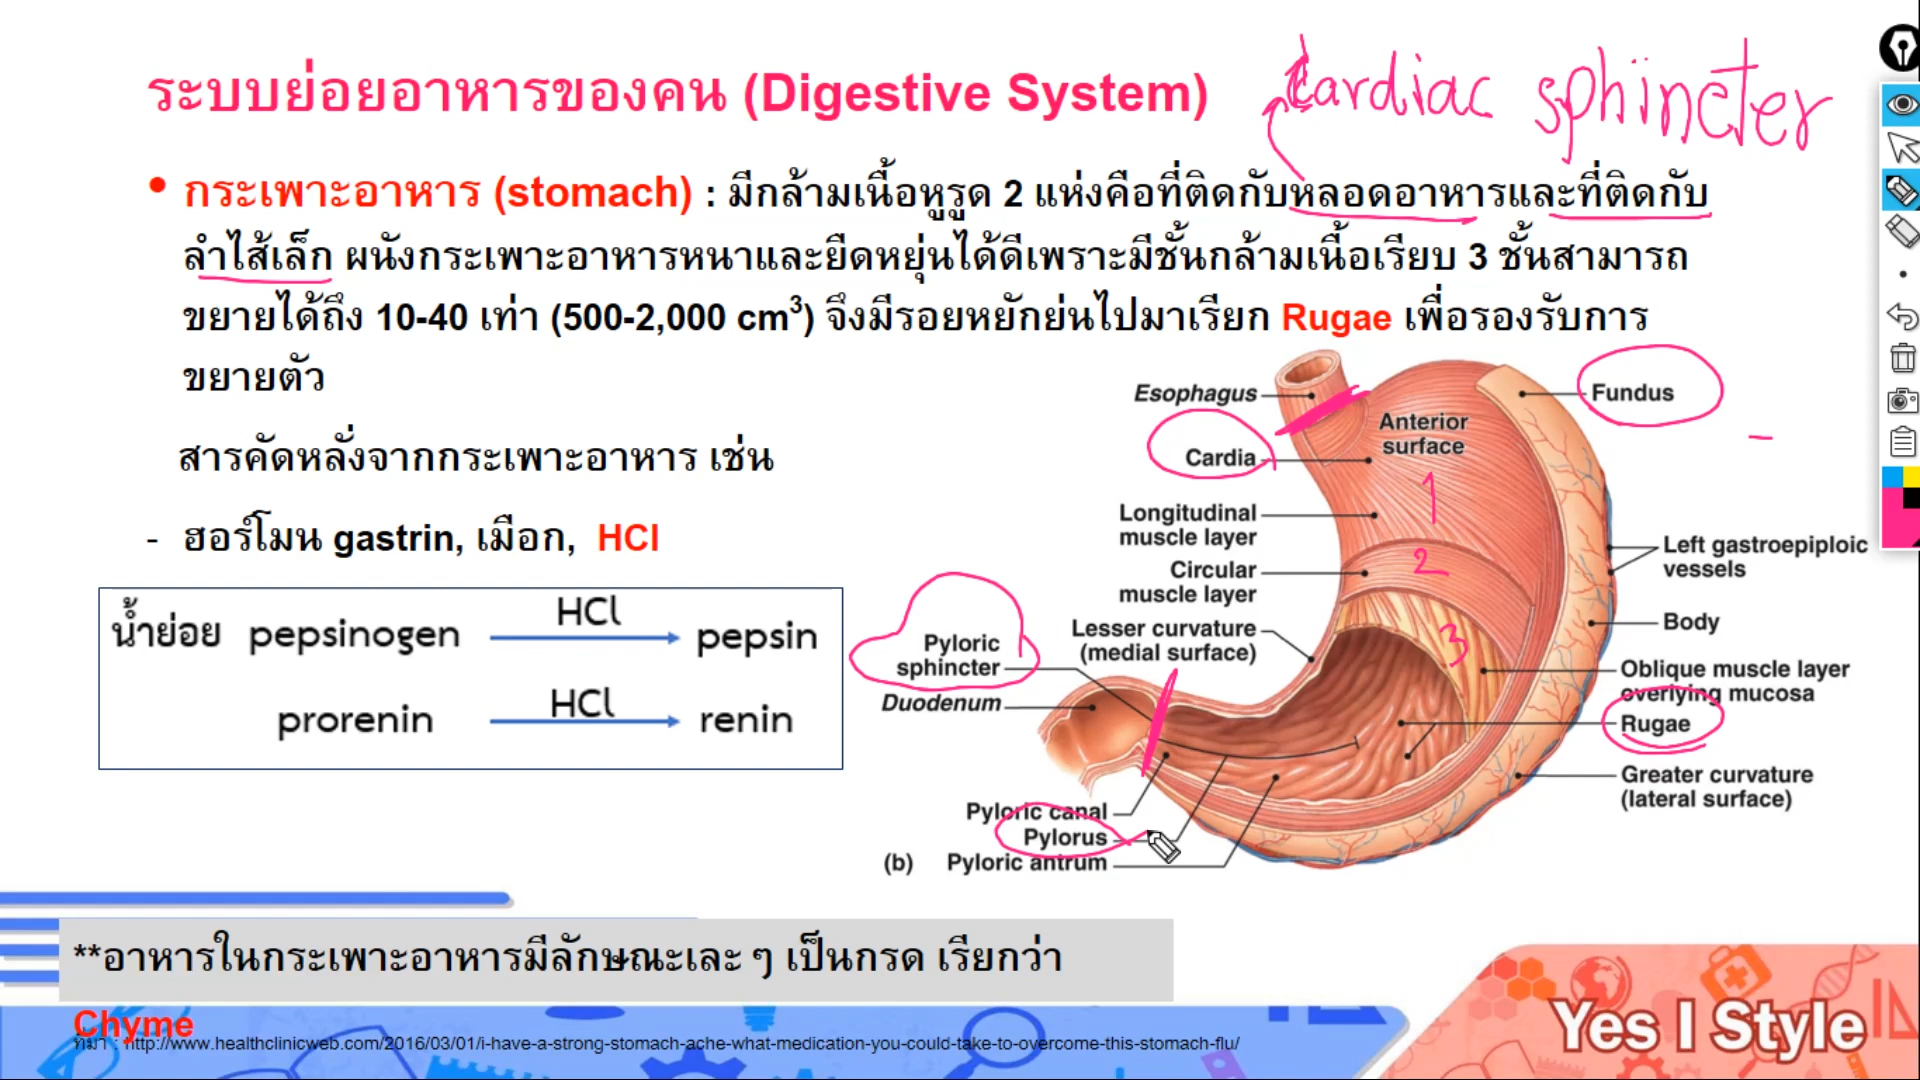 ระบบย่อยอาหารของคน (Digestive System)
cardiac sphincter
• กระเพาะอาหาร (stomach) : มีกล้ามเนื้อหูรูด 2 แห่งคือที่ติดกับหลอดอาหารและที่ติดกับ
ลำไส้เล็ก ผนังกระเพาะอาหารหนาและยืดหยุ่นได้ดีเพราะมีชั้นกล้ามเนื้อเรียบ 3 ชั้นสามารถ
ขยายได้ถึง 10-40 เท่า (500-2,000 cm³) จึงมีรอยหยักย่นไปมาเรียก Rugae เพื่อรองรับการ
ขยายตัว
สารคัดหลั่งจากกระเพาะอาหาร เช่น
- ฮอร์โมน gastrin, เมือก, HCl
น้ำย่อย pepsinogen HCl pepsin
prorenin HCl renin
Esophagus
Cardia
Anterior
surface
Fundus
1
Longitudinal
muscle layer
2
Circular
muscle layer
3
Lesser curvature
(medial surface)
Pyloric
sphincter
Duodenum
Left gastroepiploic
vessels
Body
Oblique muscle layer
overlying mucosa
Rugae
Greater curvature
(lateral surface)
Pyloric canal
Pylorus
(b) Pyloric antrum
**อาหารในกระเพาะอาหารมีลักษณะเละ ๆ เป็นกรด เรียกว่า
Chyme
ที่มา : http://www.healthclinicweb.com/2016/03/01/i-have-a-strong-stomach-ache-what-medication-you-could-take-to-overcome-this-stomach-flu/
Yes I Style